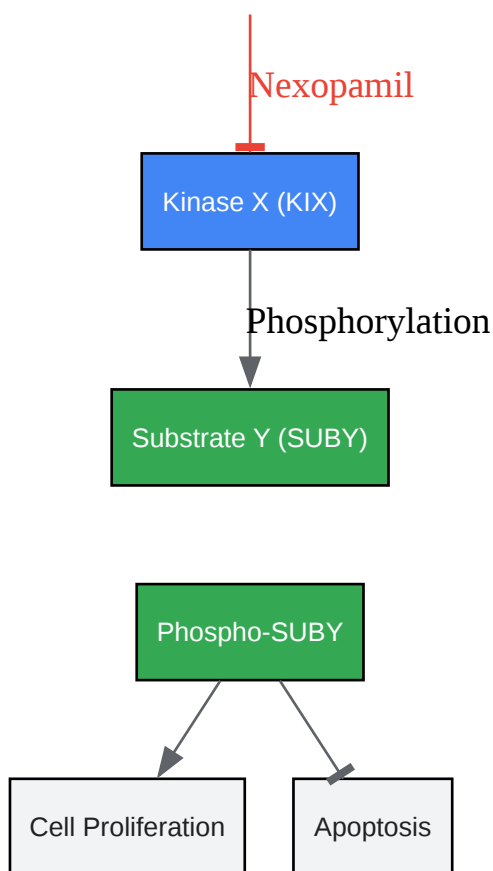 Nexopamil
Kinase X (KIX)
Phosphorylation
Substrate Y (SUBY)
Phospho-SUBY
Cell Proliferation
Apoptosis